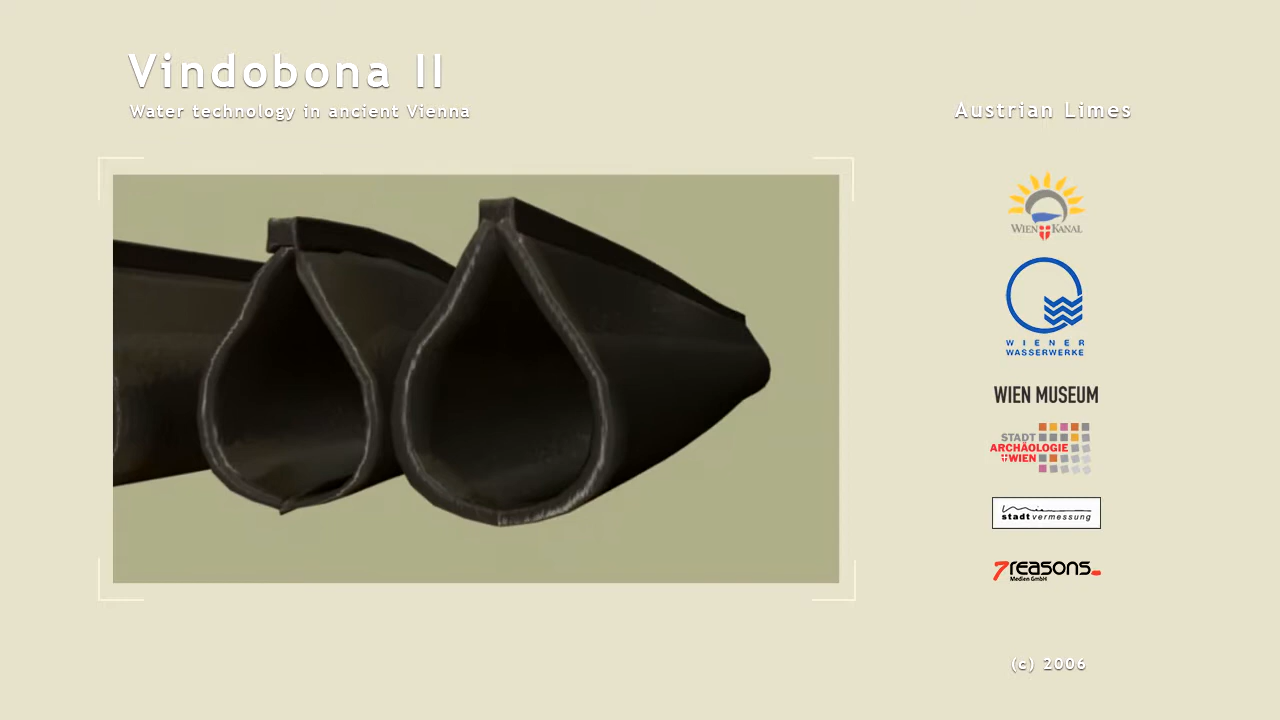 Vindobona II
Water technology in ancient Vienna
Austrian Limes
WIEN KANAL
WIENER
WASSERWERKE
WIEN MUSEUM
STADT
ARCHÄOLOGIE
WIEN
stadtvermessung
7reasons
Medien GmbH
(c) 2006